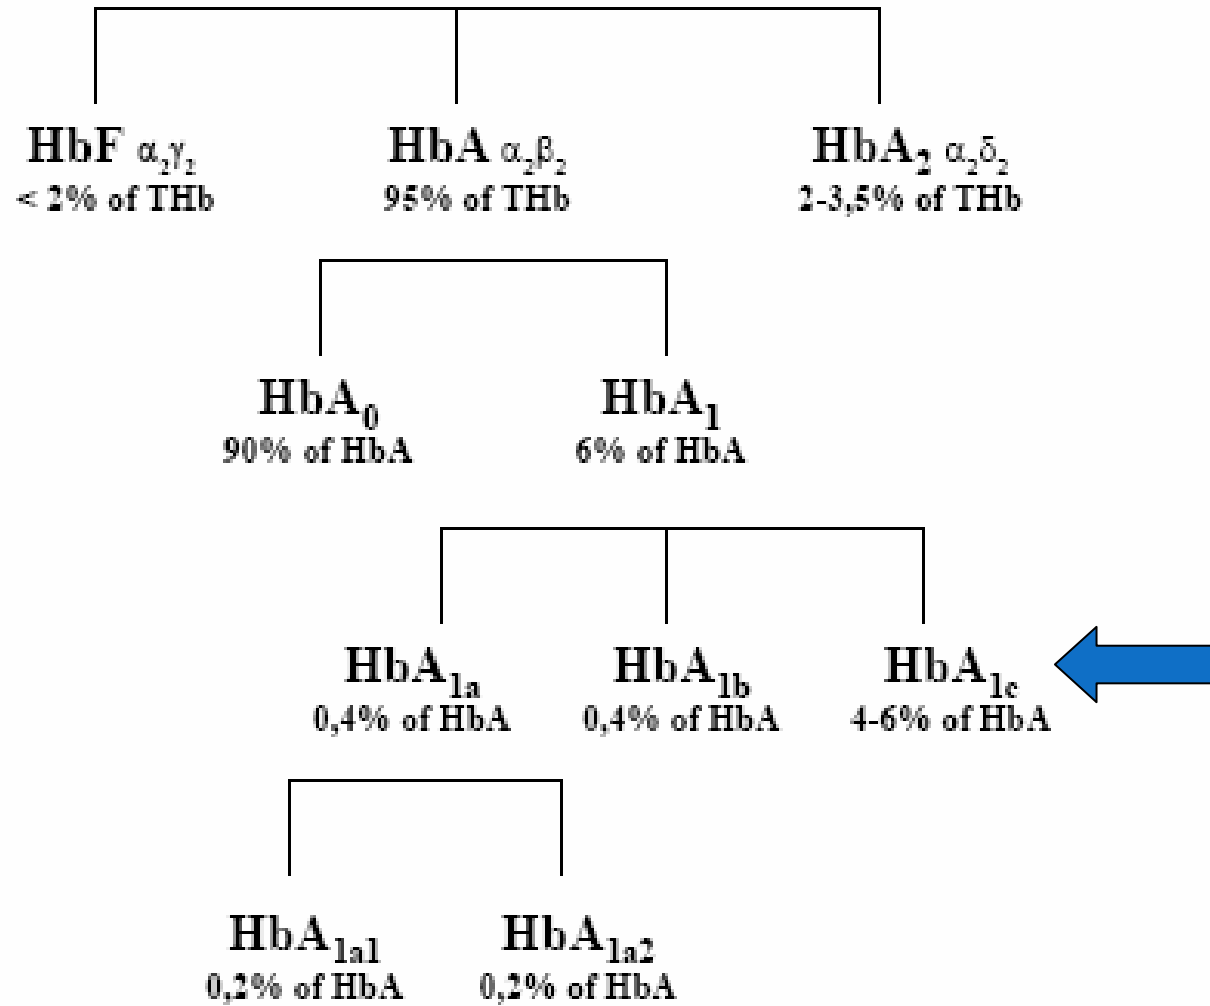 HbF α₂γ₂ HbA α₂β₂ HbA₂ α₂δ₂
< 2% of THb 95% of THb 2-3,5% of THb
HbA₀ HbA₁
90% of HbA 6% of HbA
HbA₁ₐ HbA₁b HbA₁c
0,4% of HbA 0,4% of HbA 4-6% of HbA
HbA₁ₐ₁ HbA₁ₐ₂
0,2% of HbA 0,2% of HbA